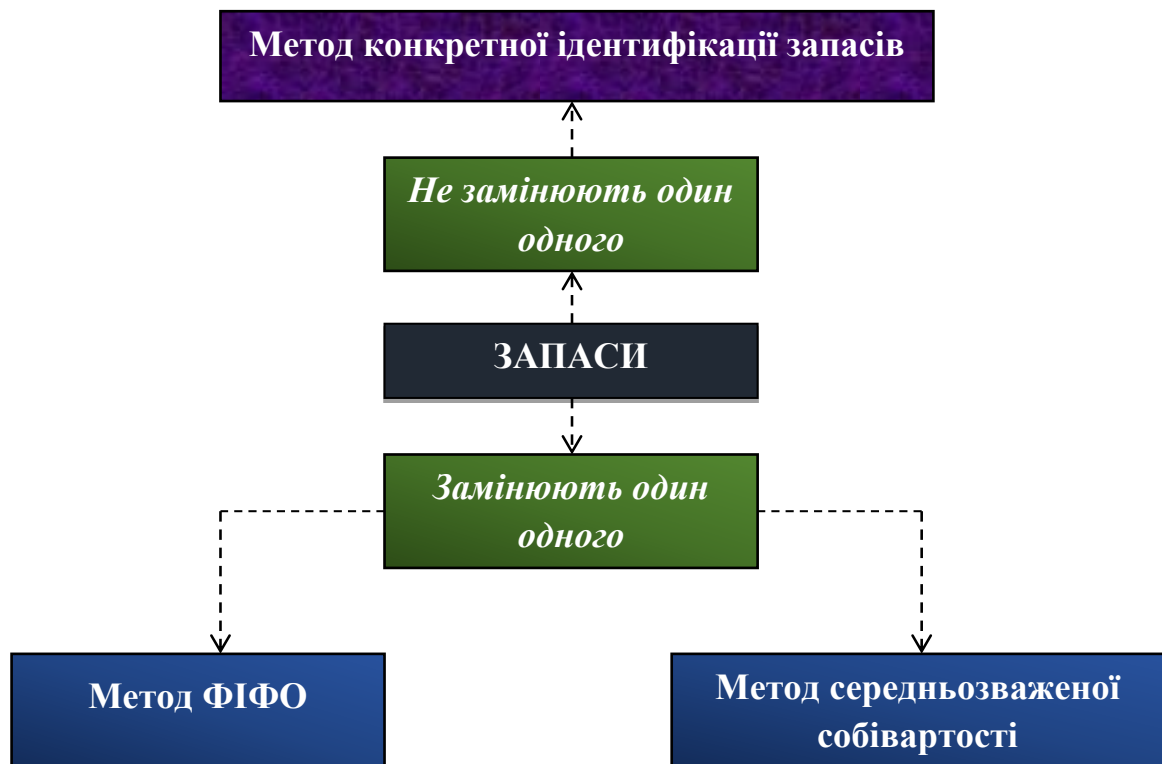 Метод конкретної ідентифікації запасів
Не замінюють один
одного
ЗАПАСИ
Замінюють один
одного
Метод ФІФО
Метод середньозваженої
собівартості